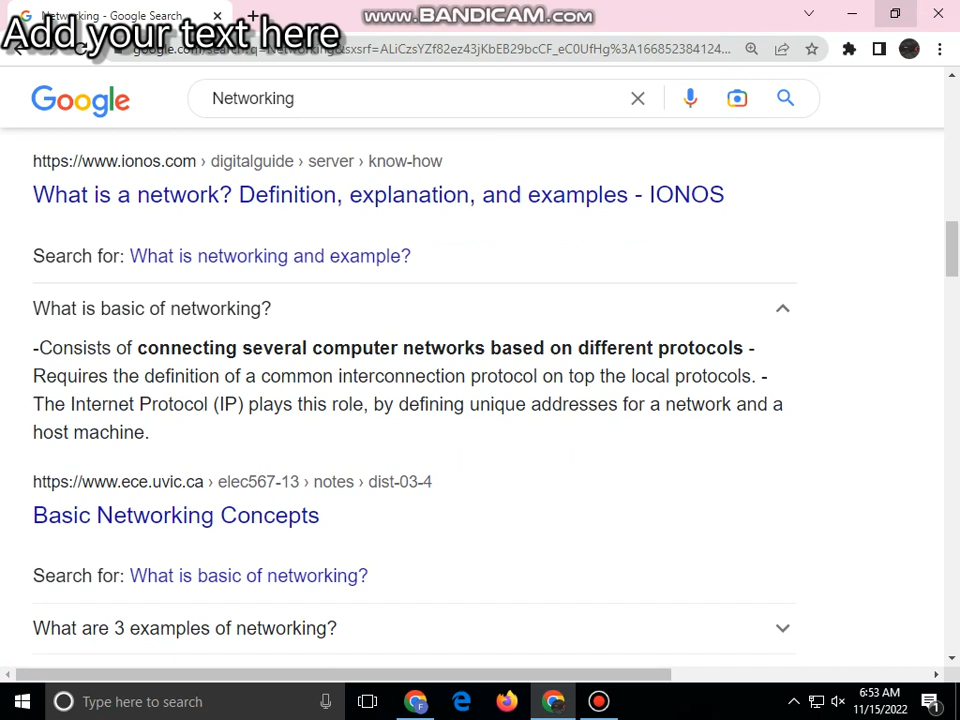 Networking - Google Search
www.BANDICAM.com
Add your text here
Google
Networking
https://www.ionos.com › digitalguide › server › know-how
What is a network? Definition, explanation, and examples - IONOS
Search for: What is networking and example?
What is basic of networking?
-Consists of connecting several computer networks based on different protocols -
Requires the definition of a common interconnection protocol on top the local protocols. -
The Internet Protocol (IP) plays this role, by defining unique addresses for a network and a
host machine.
https://www.ece.uvic.ca › elec567-13 › notes › dist-03-4
Basic Networking Concepts
Search for: What is basic of networking?
What are 3 examples of networking?
Type here to search
6:53 AM
11/15/2022
1